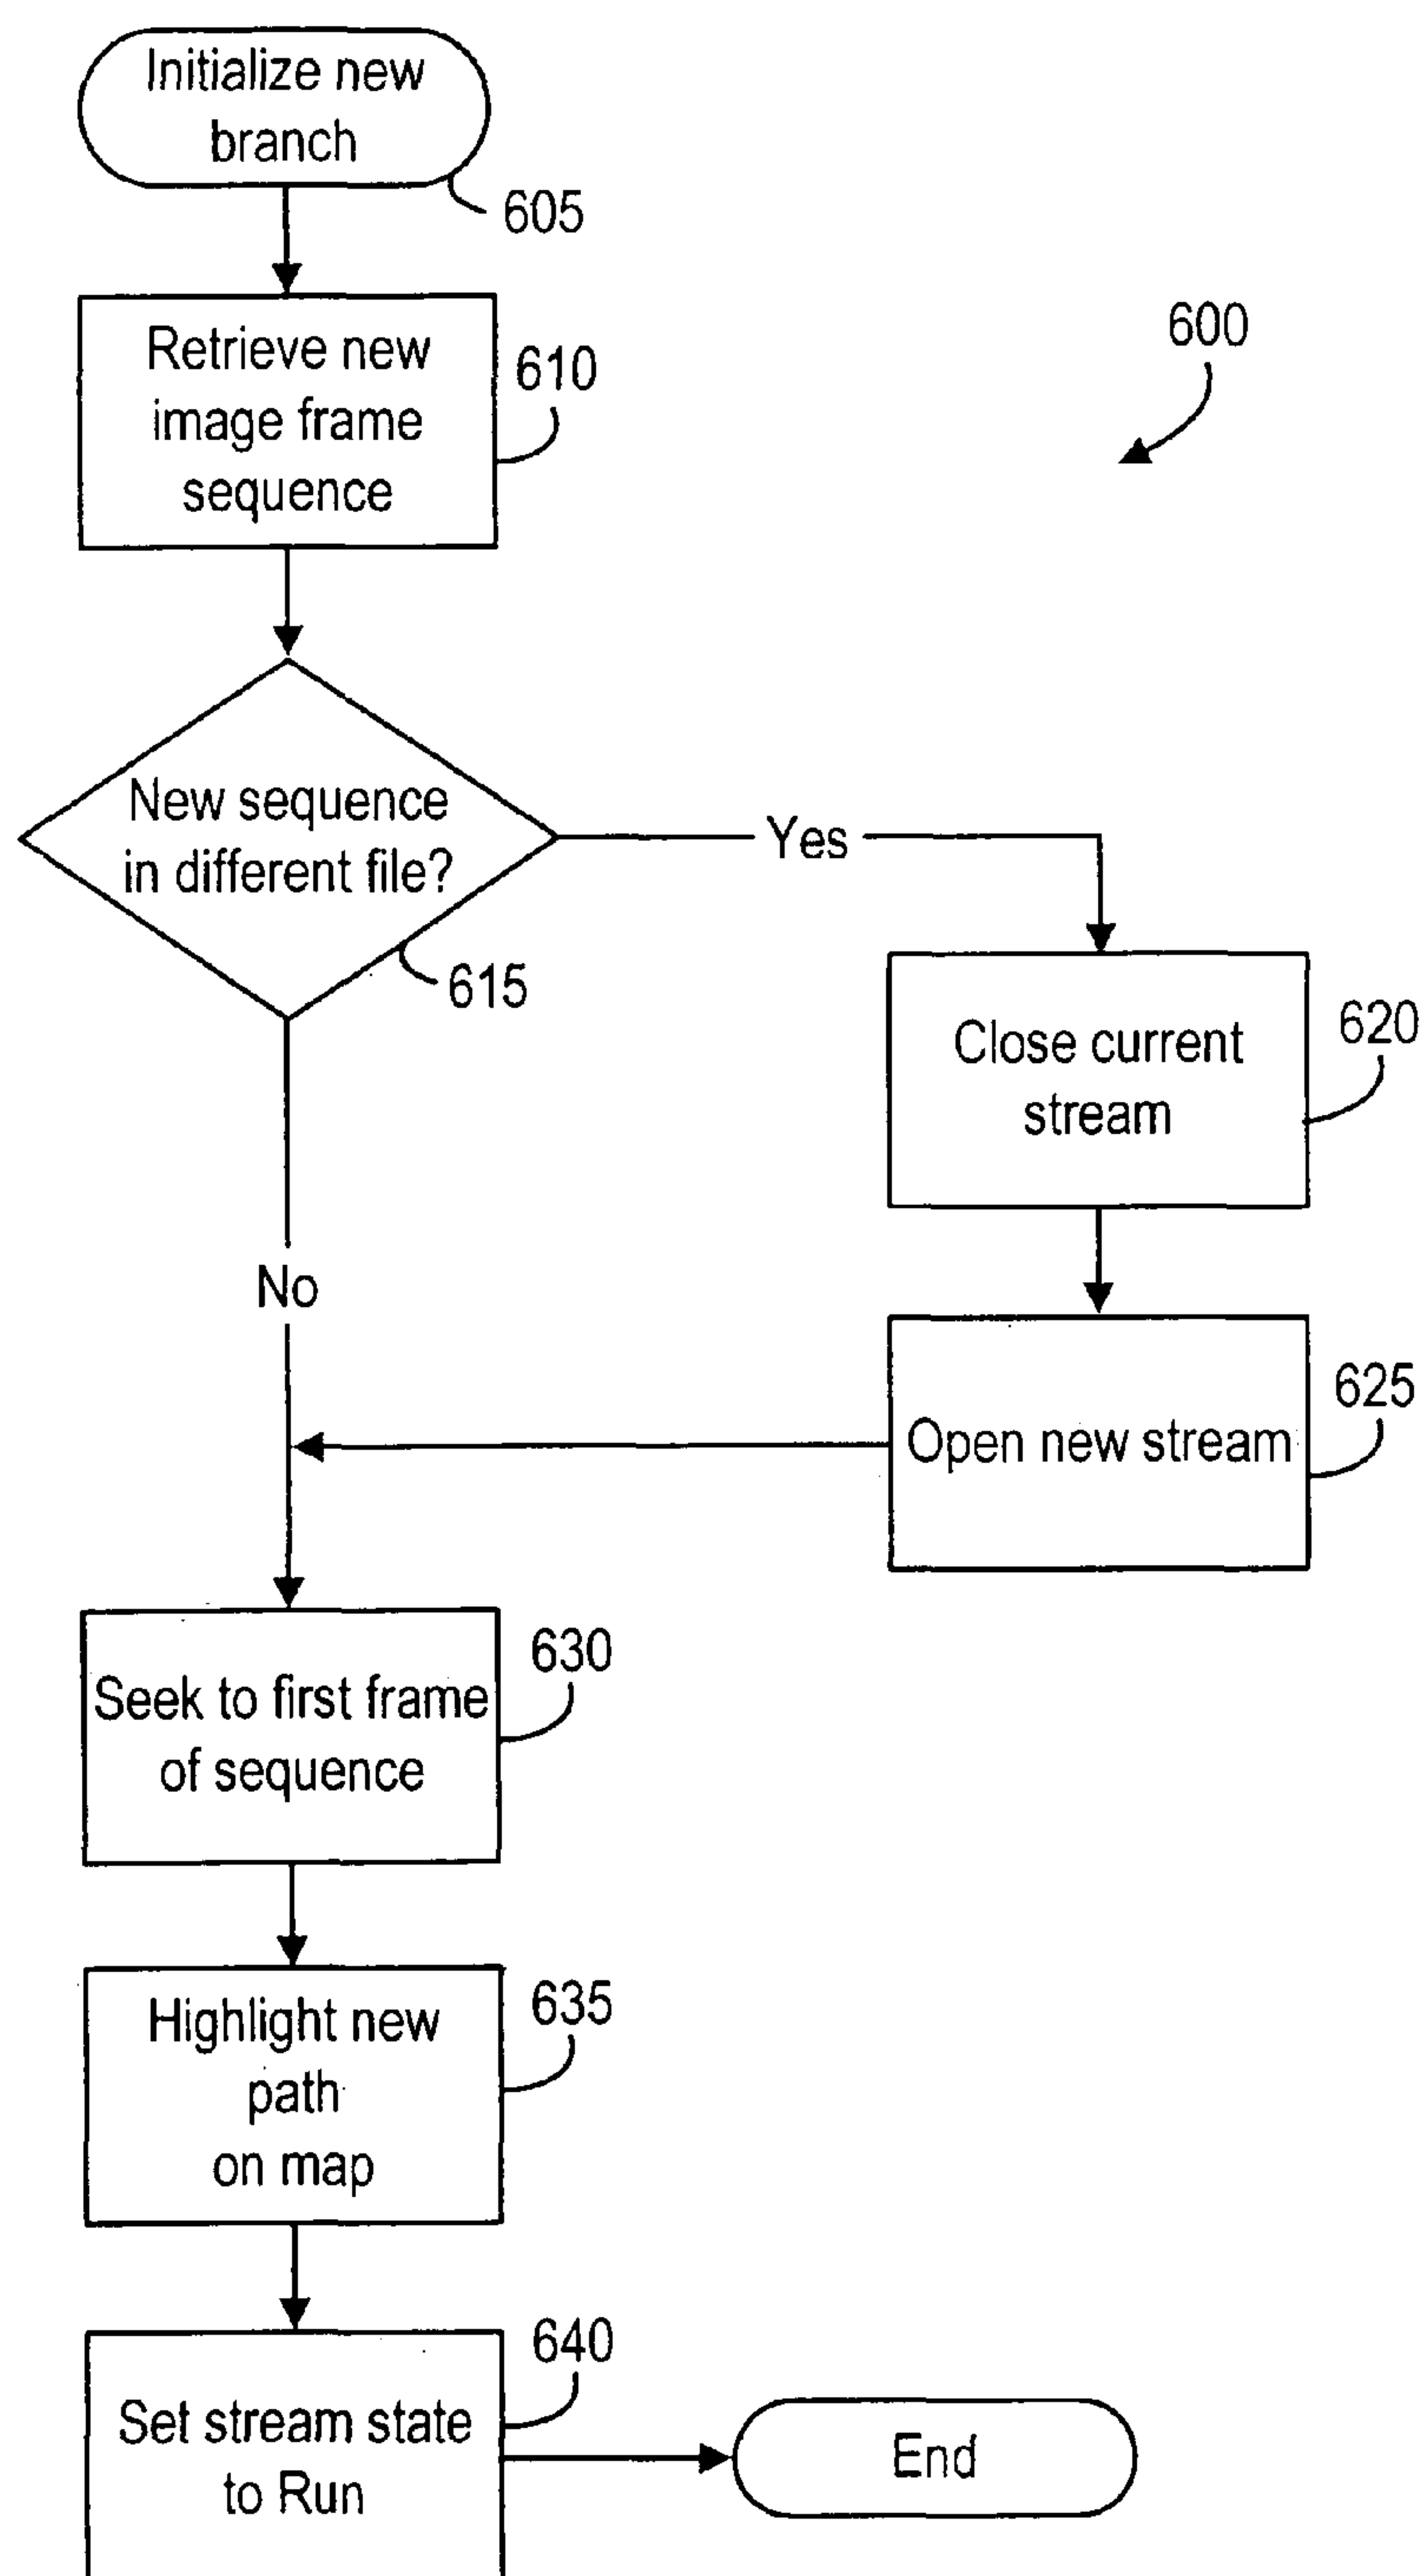 Initialize new
branch
605
Retrieve new
image frame
sequence
610
600
New sequence
in different file?
615
Yes
Close current
stream
620
No
Open new stream
625
Seek to first frame
of sequence
630
Highlight new
path
on map
635
Set stream state
to Run
640
End